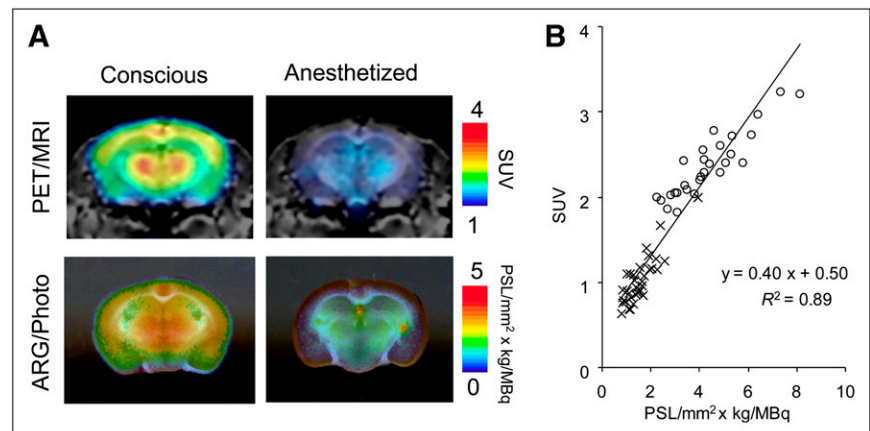 A
Conscious
Anesthetized
PET/MRI
4
SUV
1
ARG/Photo
5
PSL/mm² x kg/MBq
0
B
SUV
4
3
2
1
0
y = 0.40 x + 0.50
R² = 0.89
0 2 4 6 8 10
PSL/mm² x kg/MBq